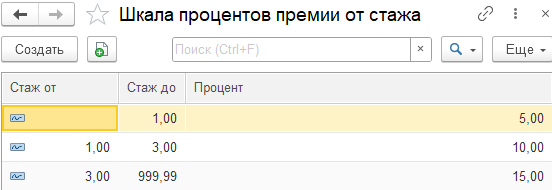 Шкала процентов премии от стажа
Создать Поиск (Ctrl+F) × Еще
Стаж от Стаж до Процент
1,00 5,00
1,00 3,00 10,00
3,00 999,99 15,00